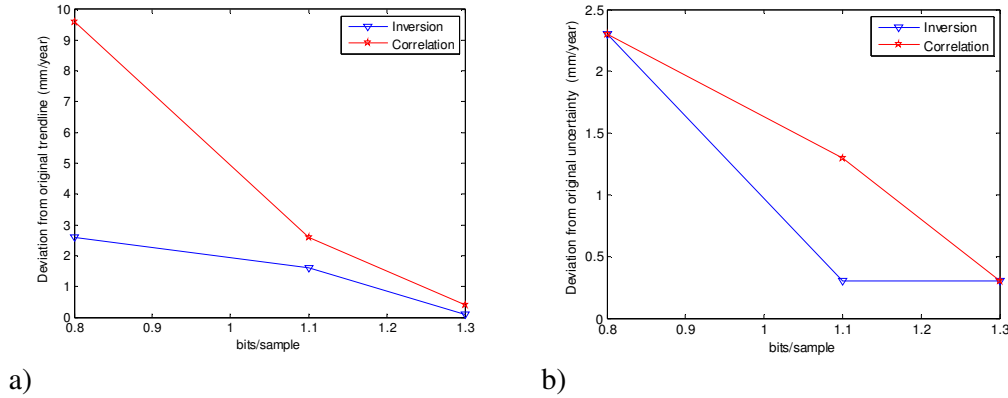 10
9
8
7
6
5
4
3
2
1
0
Deviation from original trendline (mm/year)
0.8 0.9 1 1.1 1.2 1.3
bits/sample
Inversion
Correlation
a)
2.5
2
1.5
1
0.5
0
Deviation from original uncertainty (mm/year)
0.8 0.9 1 1.1 1.2 1.3
bits/sample
Inversion
Correlation
b)